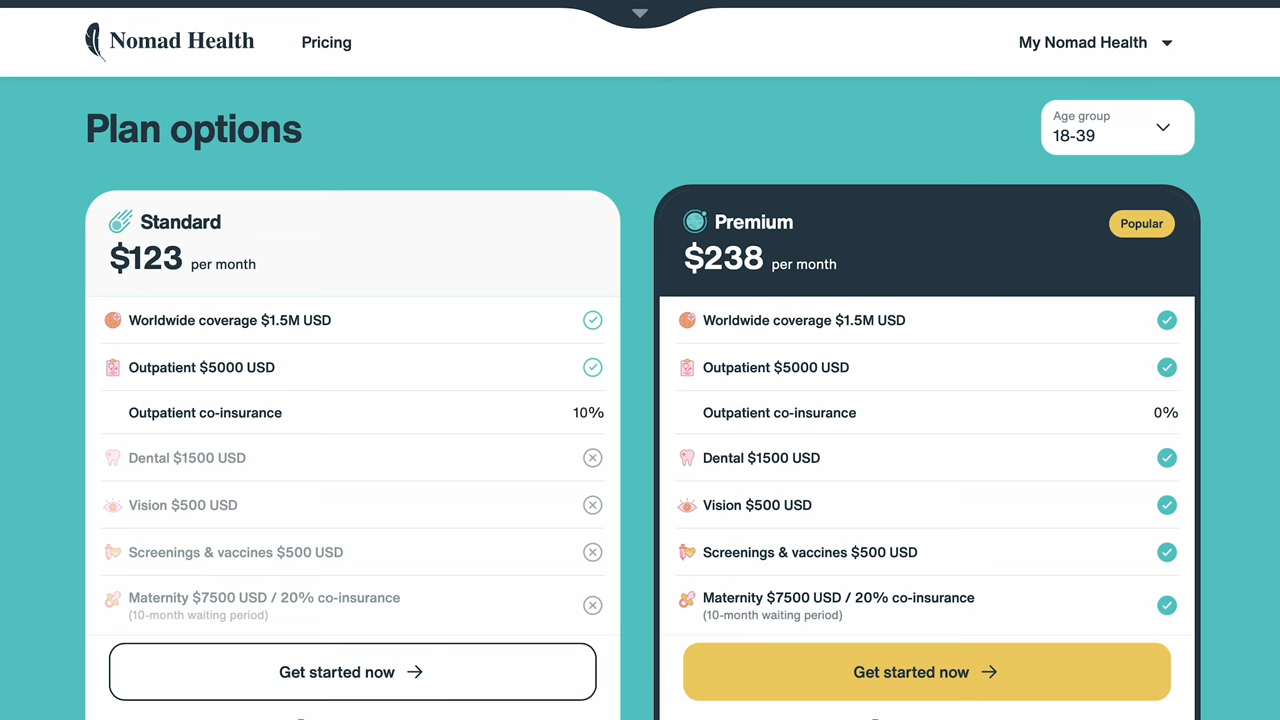 Nomad Health
Pricing
My Nomad Health
Plan options
Age group
18-39
Standard
$123 per month
Worldwide coverage $1.5M USD
Outpatient $5000 USD
Outpatient co-insurance 10%
Dental $1500 USD
Vision $500 USD
Screenings & vaccines $500 USD
Maternity $7500 USD / 20% co-insurance
(10-month waiting period)
Get started now
Premium
Popular
$238 per month
Worldwide coverage $1.5M USD
Outpatient $5000 USD
Outpatient co-insurance 0%
Dental $1500 USD
Vision $500 USD
Screenings & vaccines $500 USD
Maternity $7500 USD / 20% co-insurance
(10-month waiting period)
Get started now